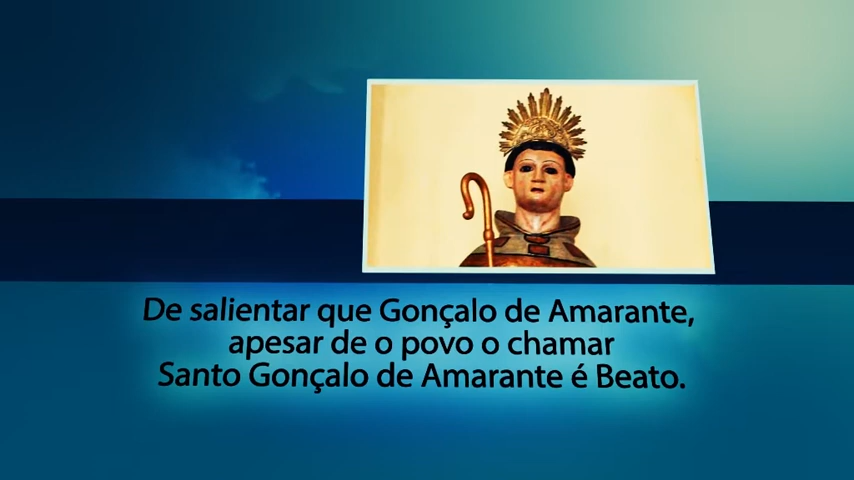 De salientar que Gonçalo de Amarante,
apesar de o povo o chamar
Santo Gonçalo de Amarante é Beato.